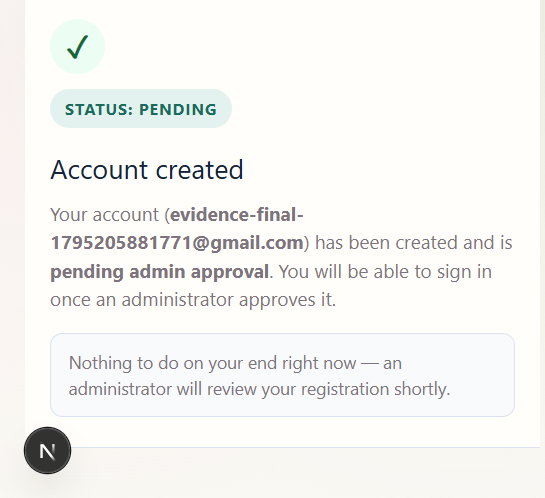 STATUS: PENDING
Account created
Your account (evidence-final-
1795205881771@gmail.com) has been created and is
pending admin approval. You will be able to sign in
once an administrator approves it.
Nothing to do on your end right now — an
administrator will review your registration shortly.
N